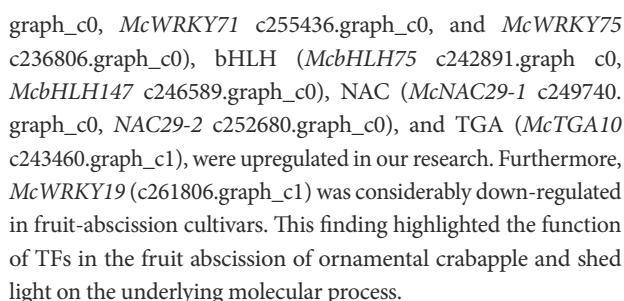 graph_c0, McWRKY71 c255436.graph_c0, and McWRKY75
c236806.graph_c0), bHLH (McbHLH75 c242891.graph c0,
McbHLH147 c246589.graph_c0), NAC (McNAC29-1 c249740.
graph_c0, NAC29-2 c252680.graph_c0), and TGA (McTGA10
c243460.graph_c1), were upregulated in our research. Furthermore,
McWRKY19 (c261806.graph_c1) was considerably down-regulated
in fruit-abscission cultivars. This finding highlighted the function
of TFs in the fruit abscission of ornamental crabapple and shed
light on the underlying molecular process.